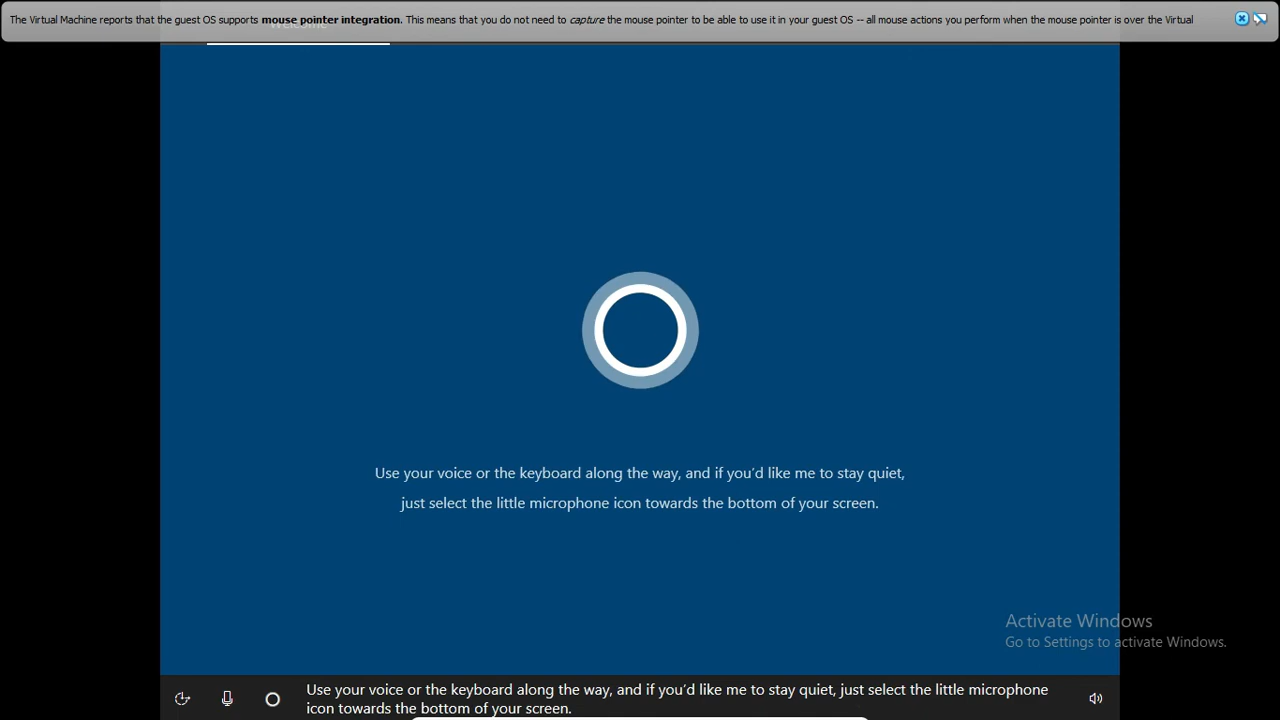 The Virtual Machine reports that the guest OS supports mouse pointer integration. This means that you do not need to capture the mouse pointer to be able to use it in your guest OS -- all mouse actions you perform when the mouse pointer is over the Virtual
Use your voice or the keyboard along the way, and if you'd like me to stay quiet,
just select the little microphone icon towards the bottom of your screen.
Activate Windows
Go to Settings to activate Windows.
Use your voice or the keyboard along the way, and if you'd like me to stay quiet, just select the little microphone
icon towards the bottom of your screen.